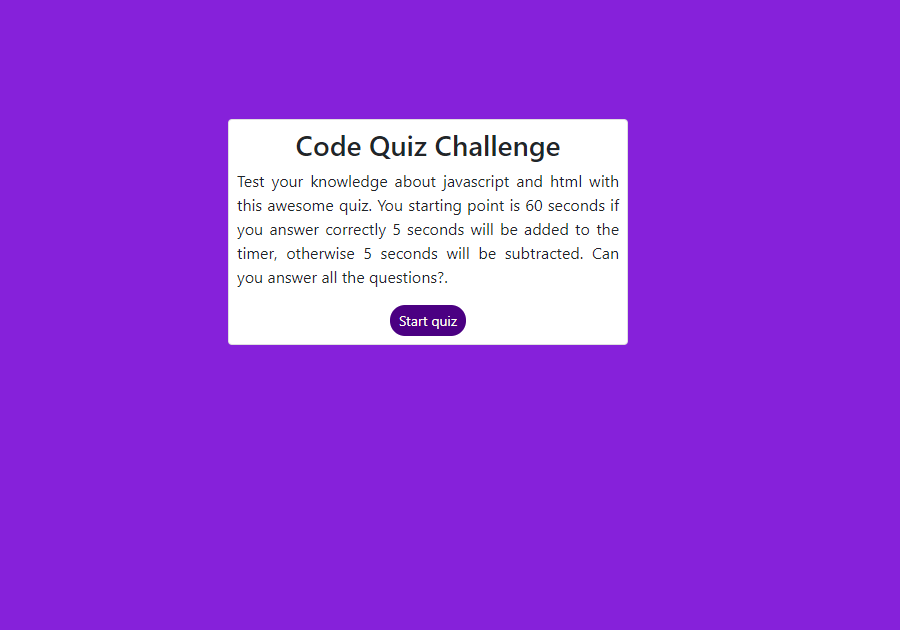 Code Quiz Challenge
Test your knowledge about javascript and html with
this awesome quiz. You starting point is 60 seconds if
you answer correctly 5 seconds will be added to the
timer, otherwise 5 seconds will be subtracted. Can
you answer all the questions?.
Start quiz